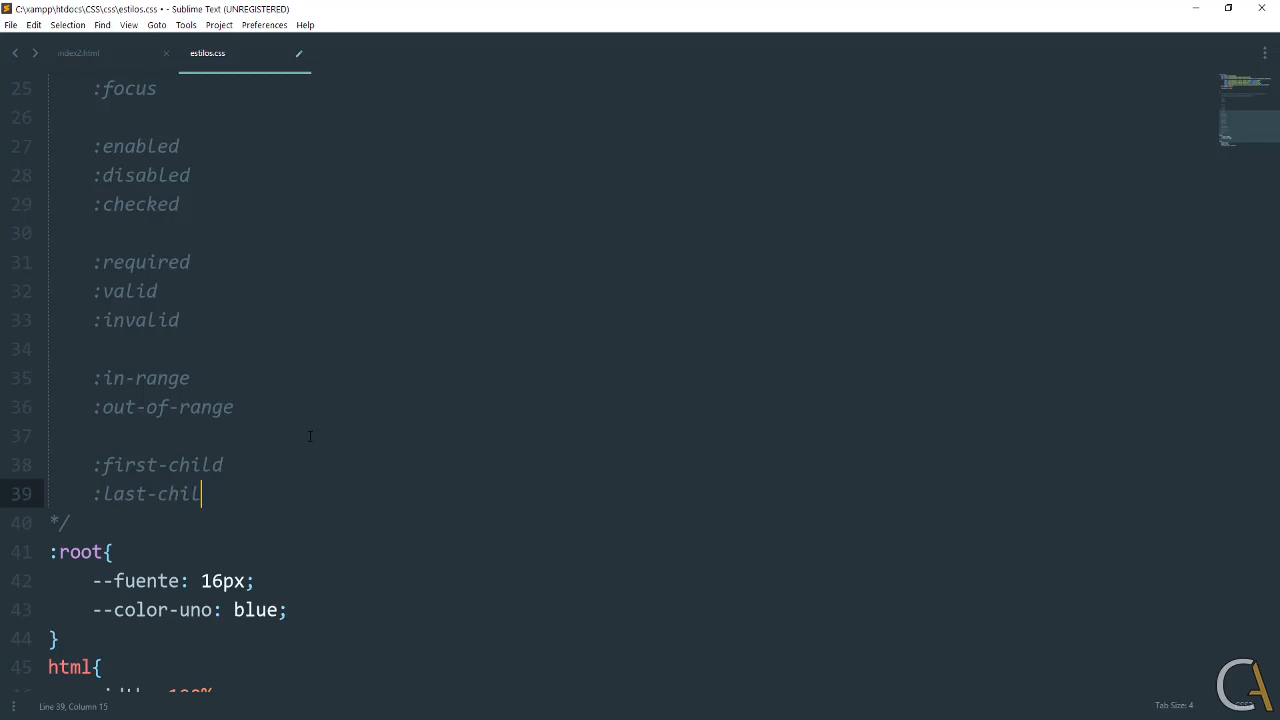 C:\xampp\htdocs\CSS\css\estilos.css • - Sublime Text (UNREGISTERED)
File Edit Selection Find View Goto Tools Project Preferences Help
index2.html estilos.css
25 :focus
26
27 :enabled
28 :disabled
29 :checked
30
31 :required
32 :valid
33 :invalid
34
35 :in-range
36 :out-of-range
37
38 :first-child
39 :last-chil
40 */
41 :root{
42 --fuente: 16px;
43 --color-uno: blue;
44 }
45 html{
Line 39, Column 15 Tab Size: 4
CA